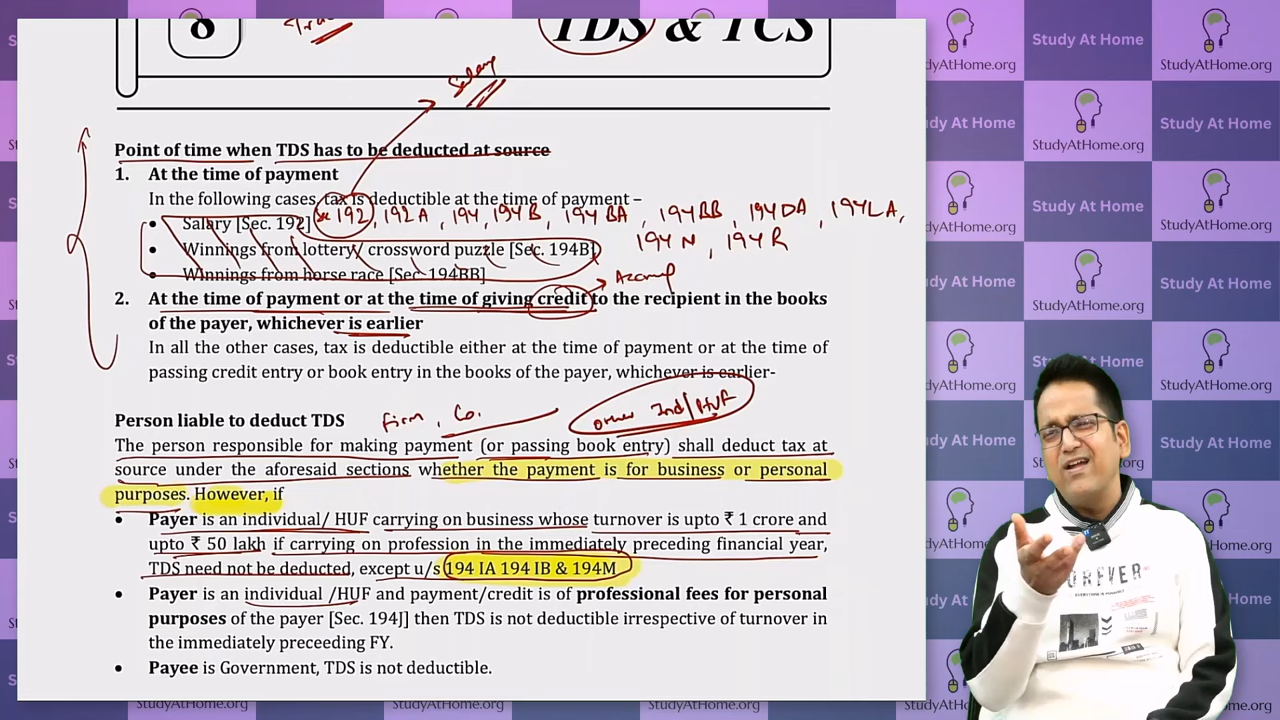 8
TDS & TCS
Salary
Point of time when TDS has to be deducted at source
1. At the time of payment
In the following cases, tax is deductible at the time of payment –
• Salary [Sec. 192] Sec 192, 192A, 194, 194B, 194BA, 194BB, 194DA, 194LA,
• Winnings from lottery/ crossword puzzle [Sec. 194B] 194N, 194R
• Winnings from horse race [Sec 194BB]
2. At the time of payment or at the time of giving credit to the recipient in the books
of the payer, whichever is earlier
In all the other cases, tax is deductible either at the time of payment or at the time of
passing credit entry or book entry in the books of the payer, whichever is earlier-
Person liable to deduct TDS Firm, Co. Other Ind/HUF
The person responsible for making payment (or passing book entry) shall deduct tax at
source under the aforesaid sections whether the payment is for business or personal
purposes. However, if
• Payer is an individual/ HUF carrying on business whose turnover is upto ₹ 1 crore and
upto ₹ 50 lakh if carrying on profession in the immediately preceding financial year,
TDS need not be deducted, except u/s 194 IA 194 IB & 194M
• Payer is an individual /HUF and payment/credit is of professional fees for personal
purposes of the payer [Sec. 194J] then TDS is not deductible irrespective of turnover in
the immediately preceeding FY.
• Payee is Government, TDS is not deductible.
Study At Home
StudyAtHome.org
FOREVER